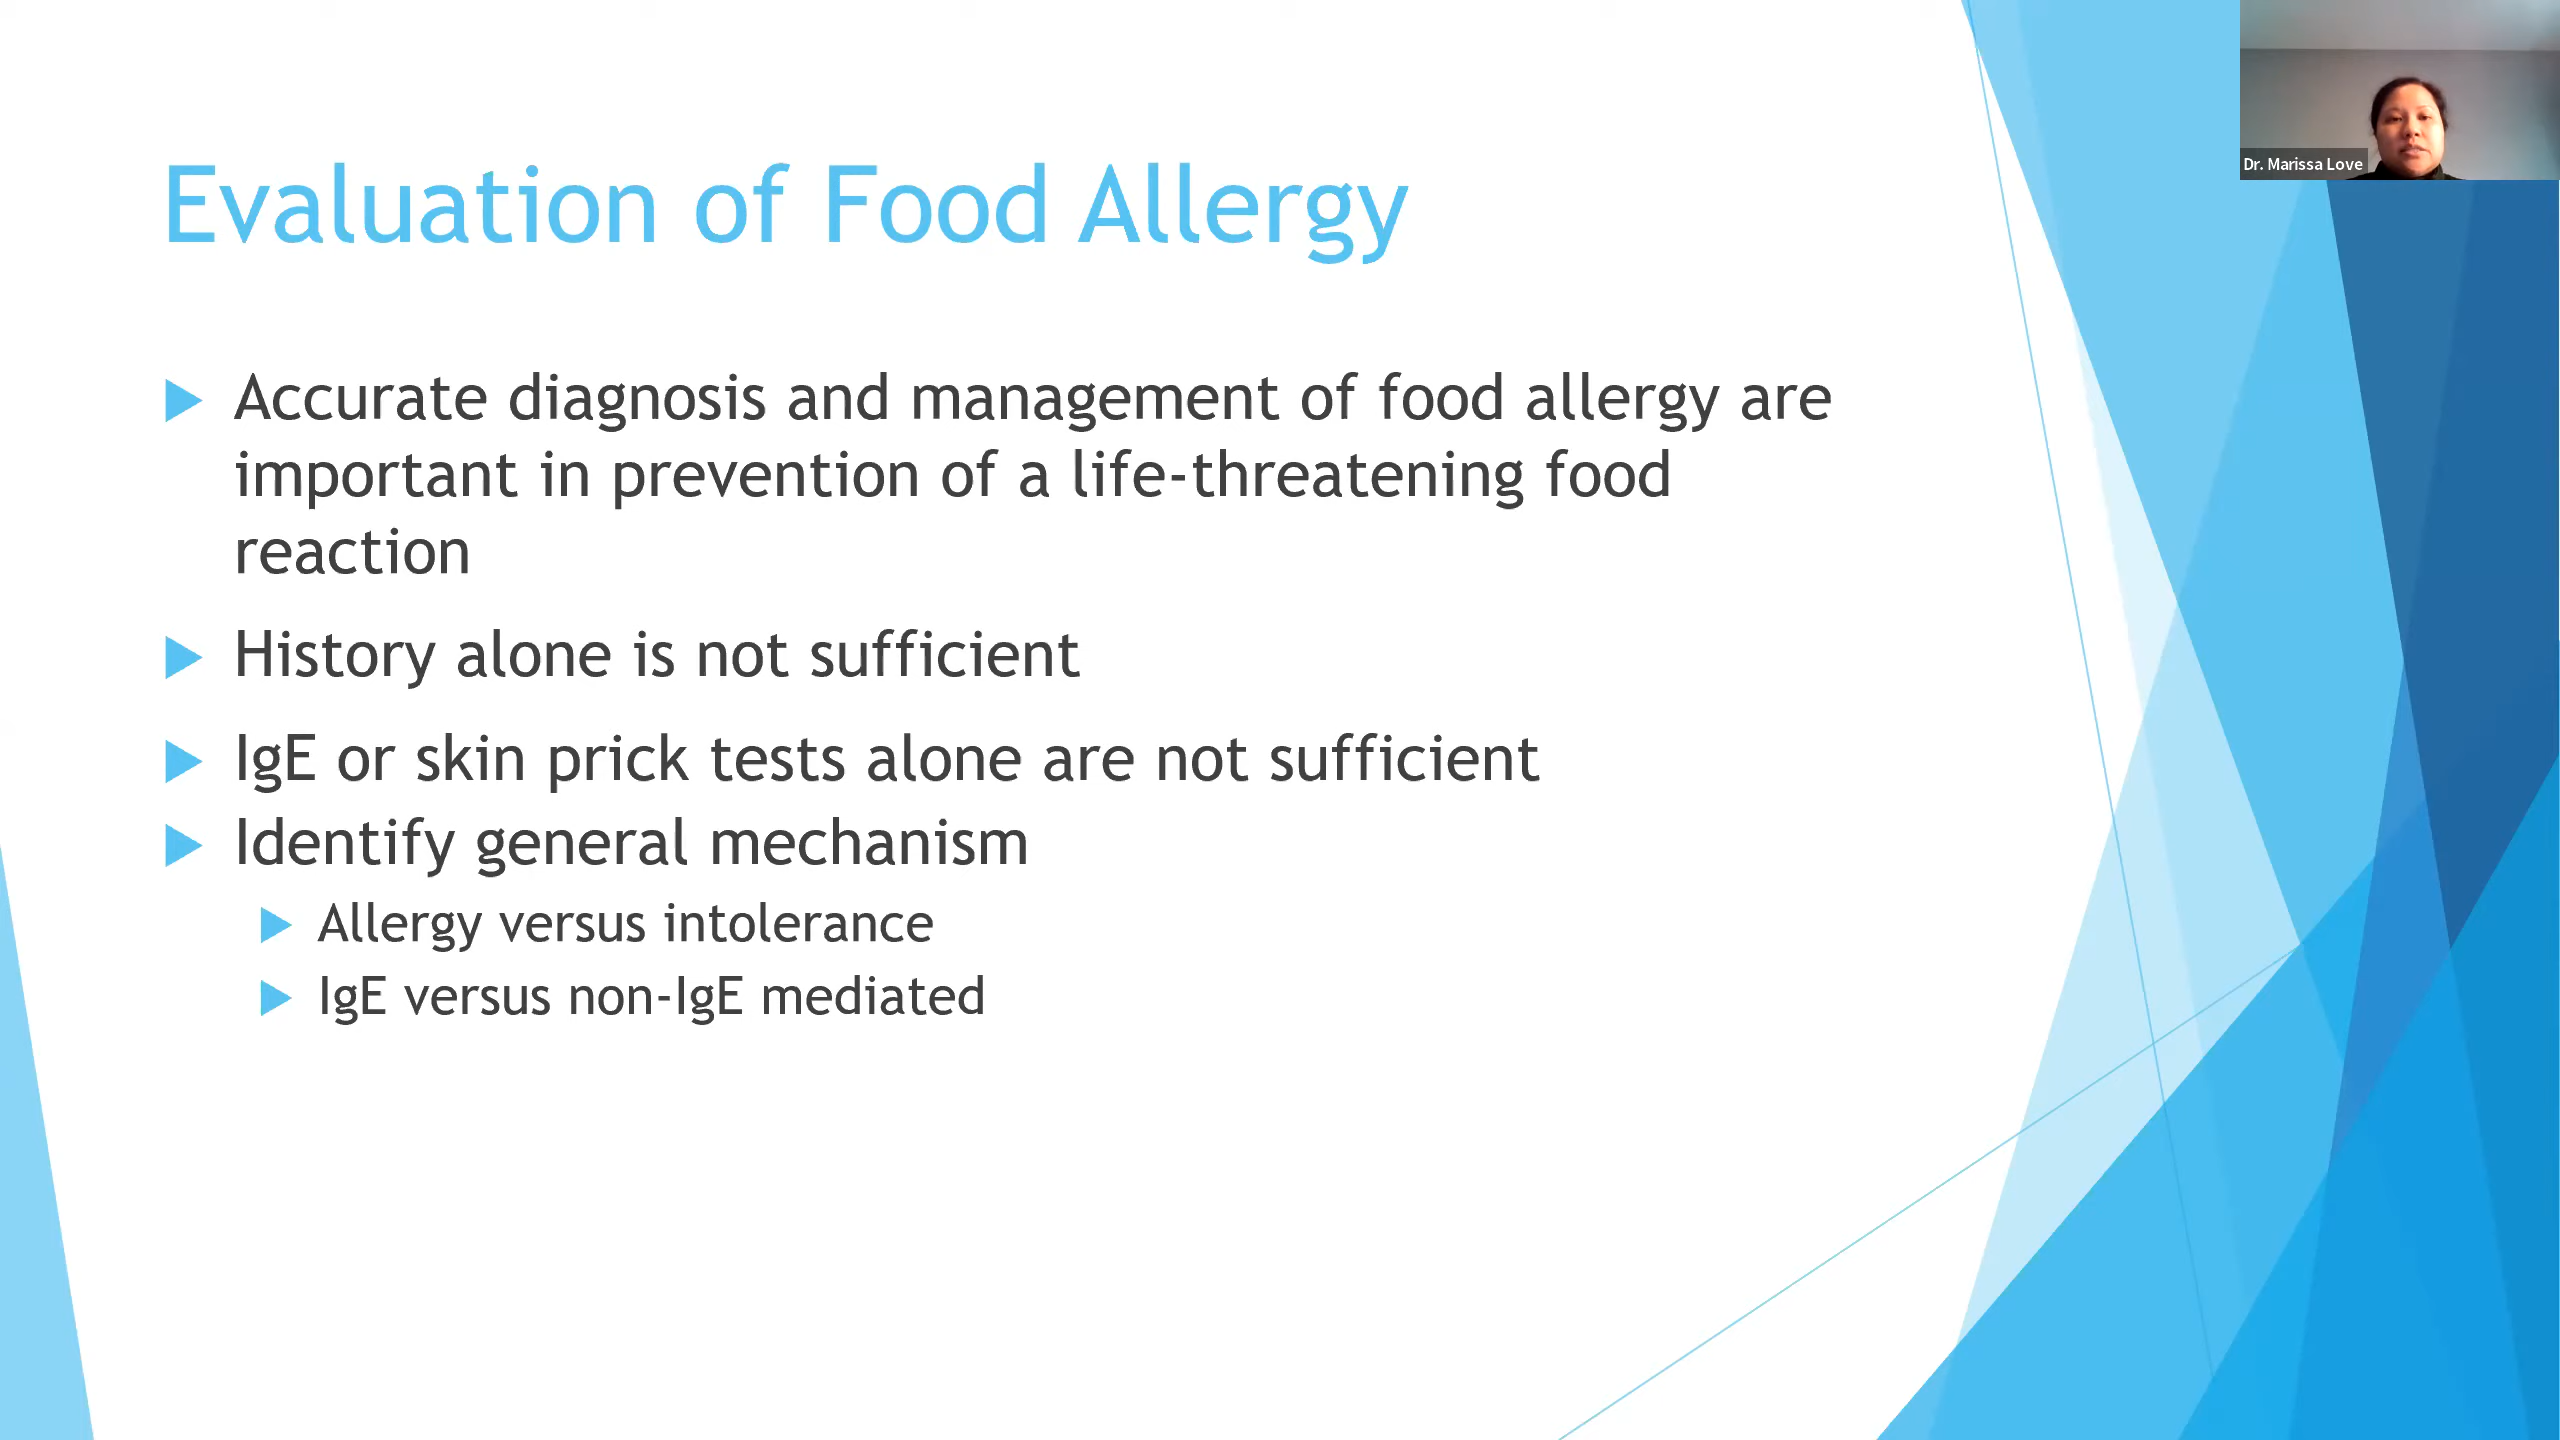 Dr. Marissa Love
Evaluation of Food Allergy
Accurate diagnosis and management of food allergy are
important in prevention of a life-threatening food
reaction
History alone is not sufficient
IgE or skin prick tests alone are not sufficient
Identify general mechanism
Allergy versus intolerance
IgE versus non-IgE mediated